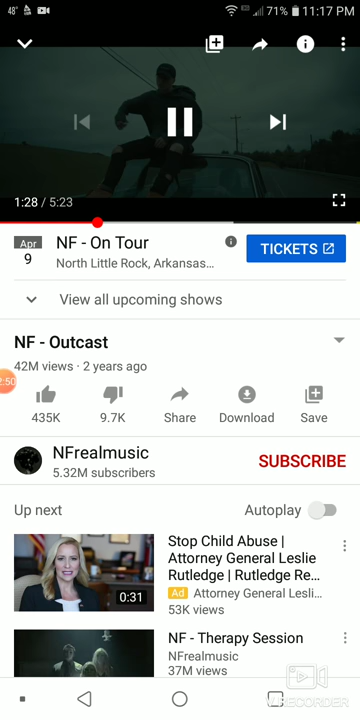 48°
71% 11:17 PM
1:28 / 5:23
Apr
9
NF - On Tour
North Little Rock, Arkansas...
TICKETS
View all upcoming shows
NF - Outcast
42M views · 2 years ago
2:50
435K
9.7K
Share
Download
Save
NFrealmusic
5.32M subscribers
SUBSCRIBE
Up next
Autoplay
Stop Child Abuse |
Attorney General Leslie
Rutledge | Rutledge Re...
Ad Attorney General Lesli...
53K views
0:31
NF - Therapy Session
NFrealmusic
37M views
V RECORDER